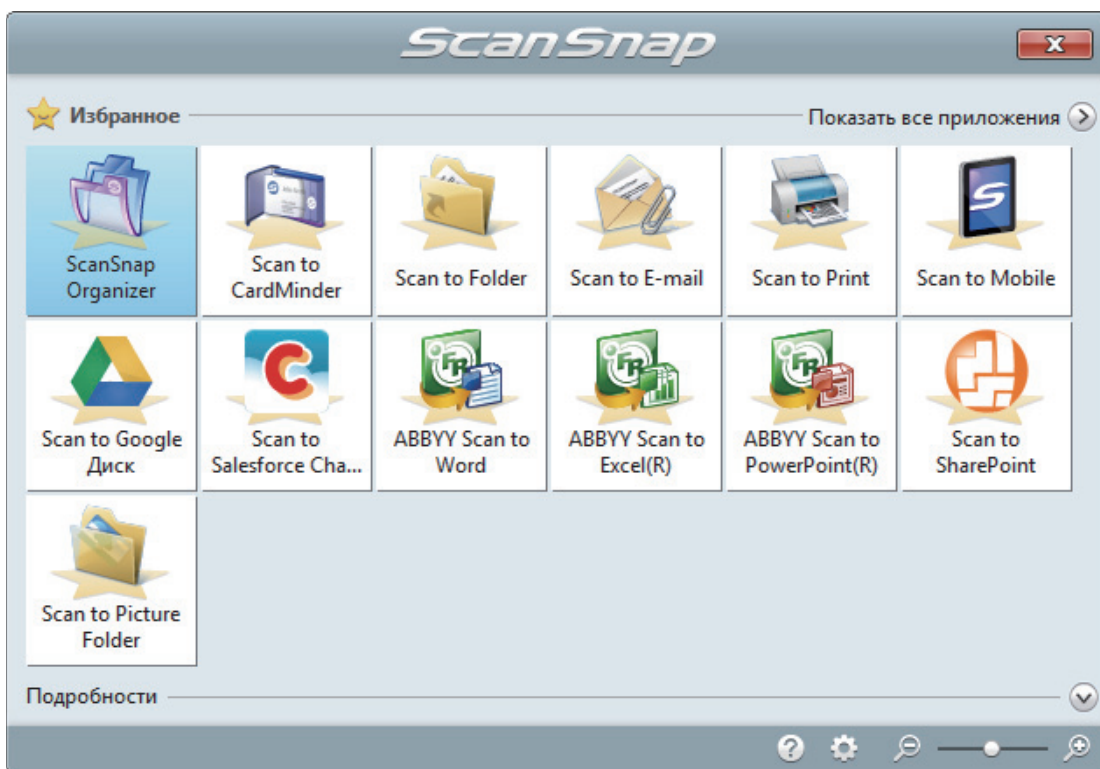 ScanSnap
Избранное
Показать все приложения
ScanSnap
Organizer
Scan to
CardMinder
Scan to Folder
Scan to E-mail
Scan to Print
Scan to Mobile
Scan to Google
Диск
Scan to
Salesforce Cha...
ABBYY Scan to
Word
ABBYY Scan to
Excel(R)
ABBYY Scan to
PowerPoint(R)
Scan to
SharePoint
Scan to Picture
Folder
Подробности